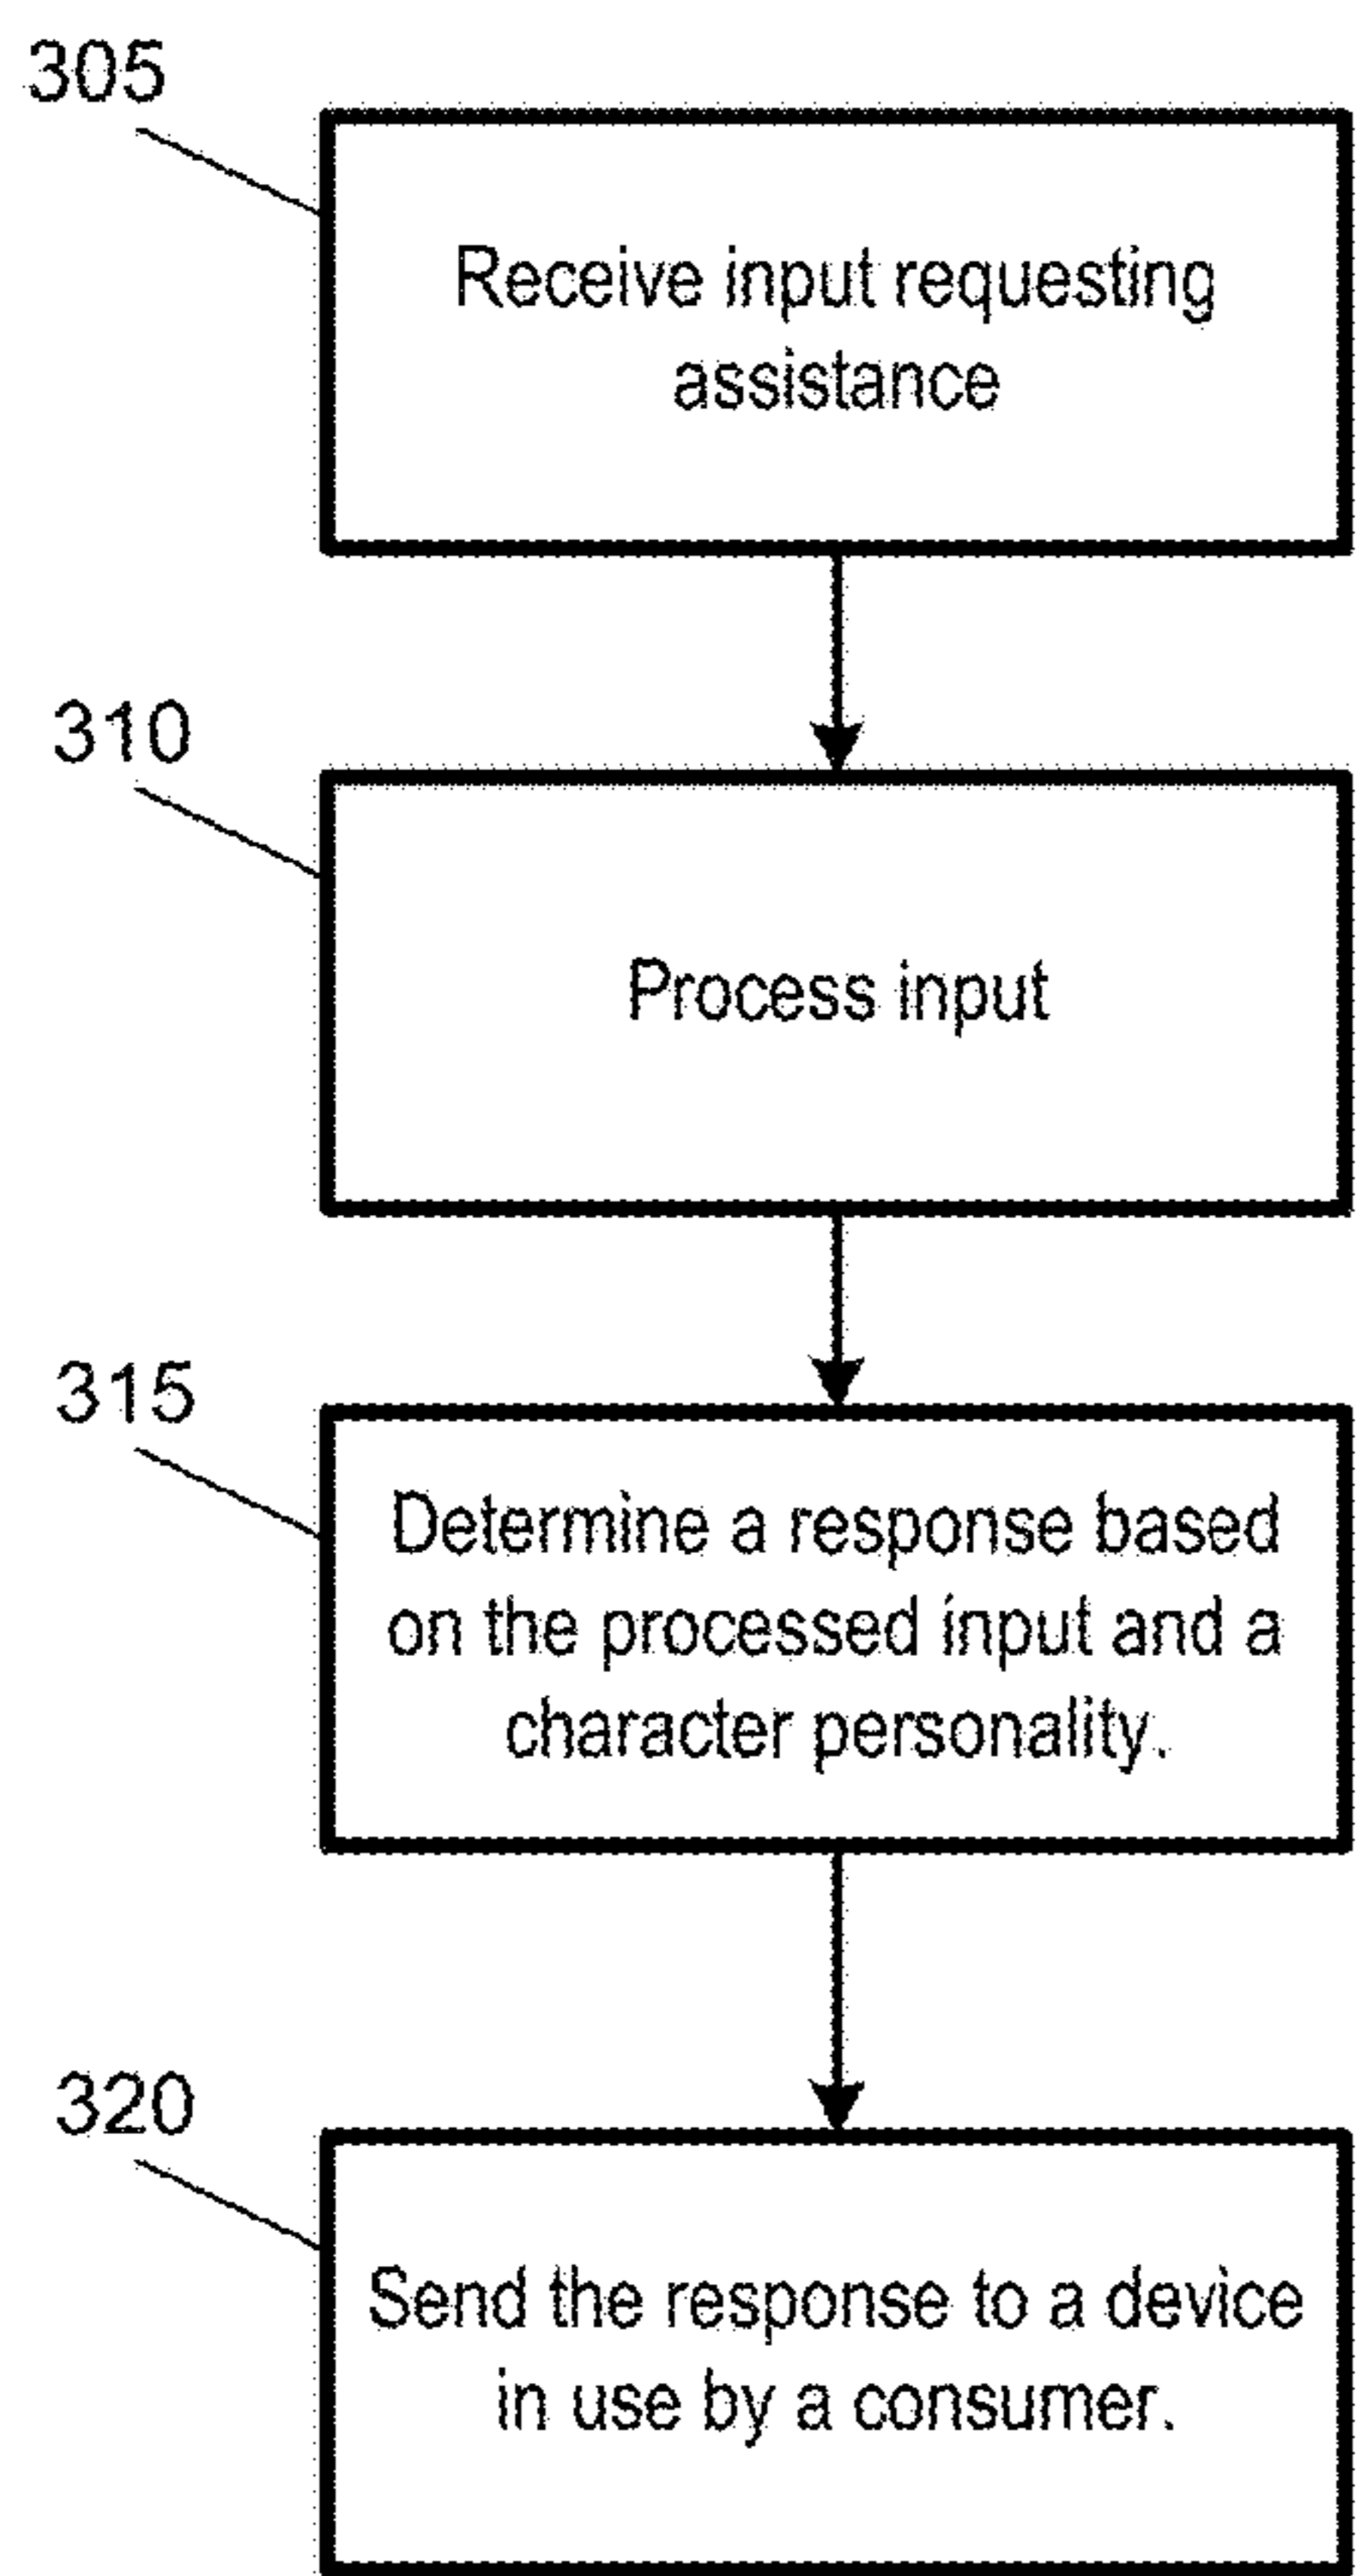 305
Receive input requesting
assistance
310
Process input
315
Determine a response based
on the processed input and a
character personality.
320
Send the response to a device
in use by a consumer.